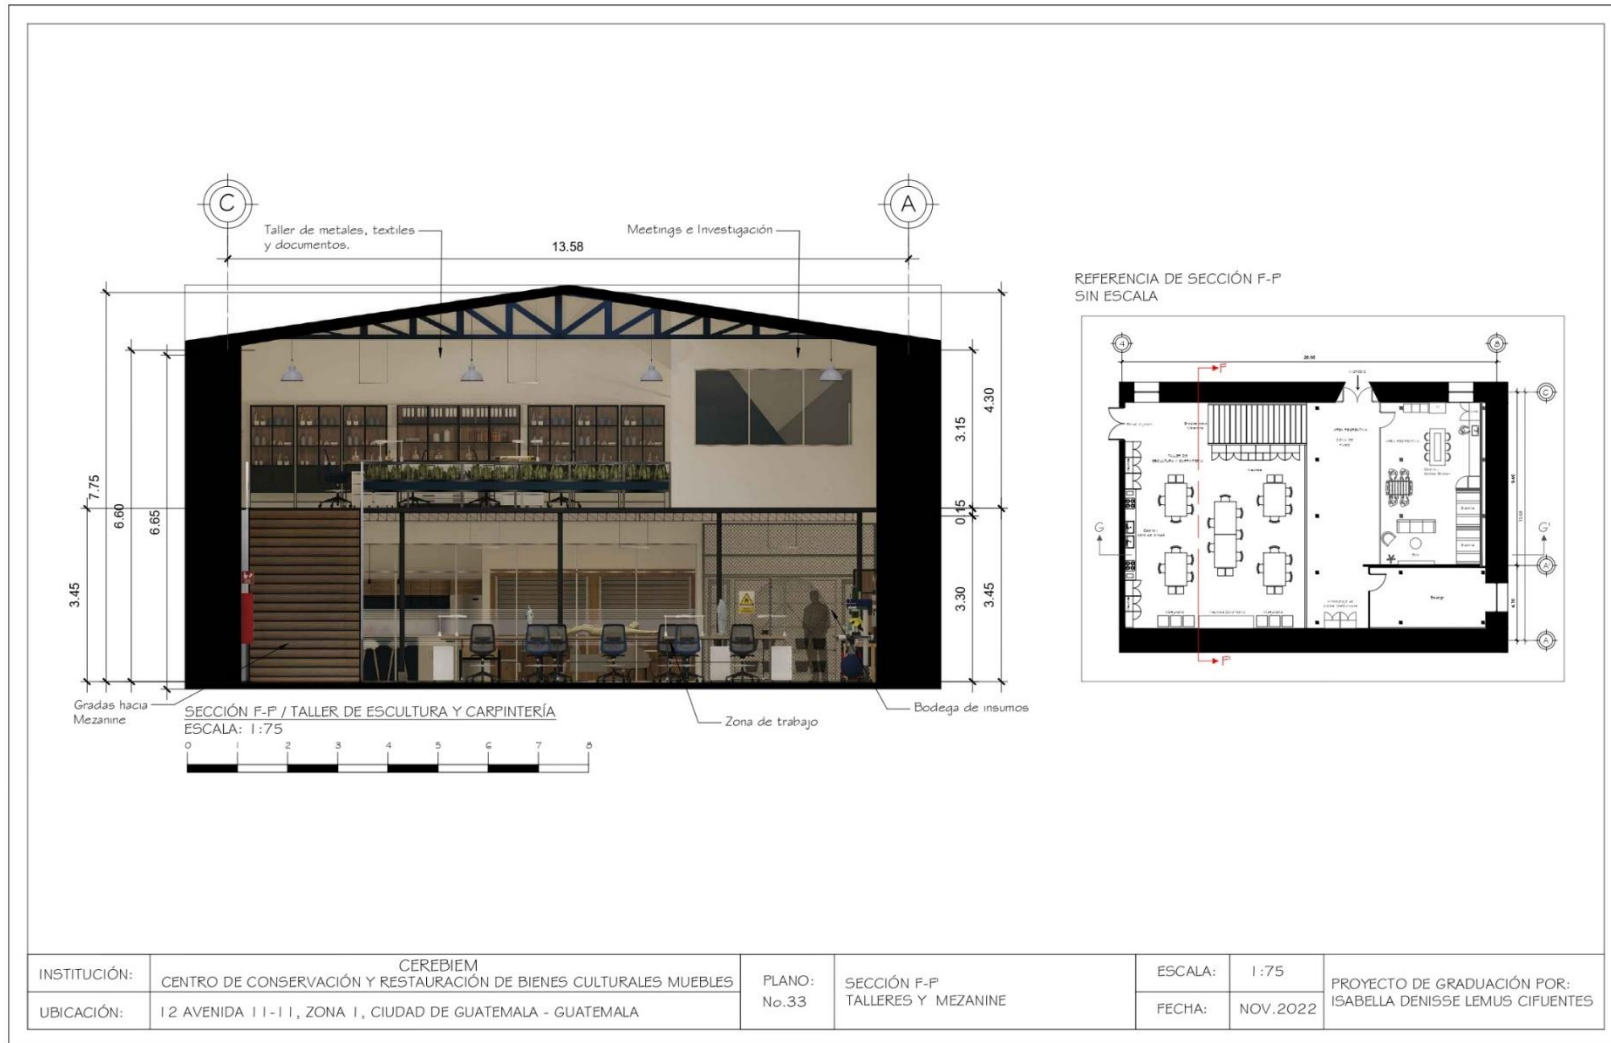 C
A
Taller de metales, textiles
y documentos.
Meetings e Investigación
13.58
7.75
6.60
6.65
3.45
4.30
3.15
0.15
3.30
3.45
Gradas hacia
Mezanine
SECCIÓN F-P / TALLER DE ESCULTURA Y CARPINTERÍA
ESCALA: 1:75
Zona de trabajo
Bodega de insumos
0 1 2 3 4 5 6 7 8
REFERENCIA DE SECCIÓN F-P
SIN ESCALA
4
8
F
C
G
G'
A'
P
A
INSTITUCIÓN:
CEREBIEM
CENTRO DE CONSERVACIÓN Y RESTAURACIÓN DE BIENES CULTURALES MUEBLES
UBICACIÓN:
12 AVENIDA 11-11, ZONA 1, CIUDAD DE GUATEMALA - GUATEMALA
PLANO:
No.33
SECCIÓN F-P
TALLERES Y MEZANINE
ESCALA:
1:75
FECHA:
NOV.2022
PROYECTO DE GRADUACIÓN POR:
ISABELLA DENISSE LEMUS CIFUENTES